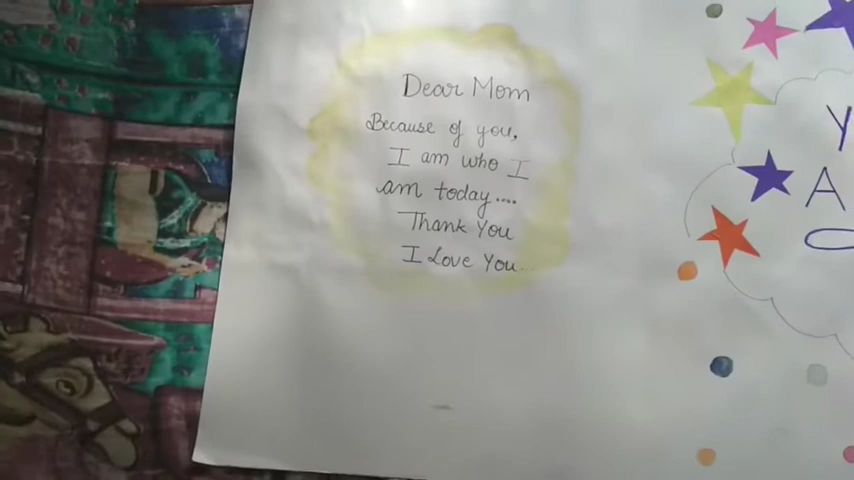 Dear Mom
Because of you,
I am who I
am today....
Thank You
I Love You...
Y
A